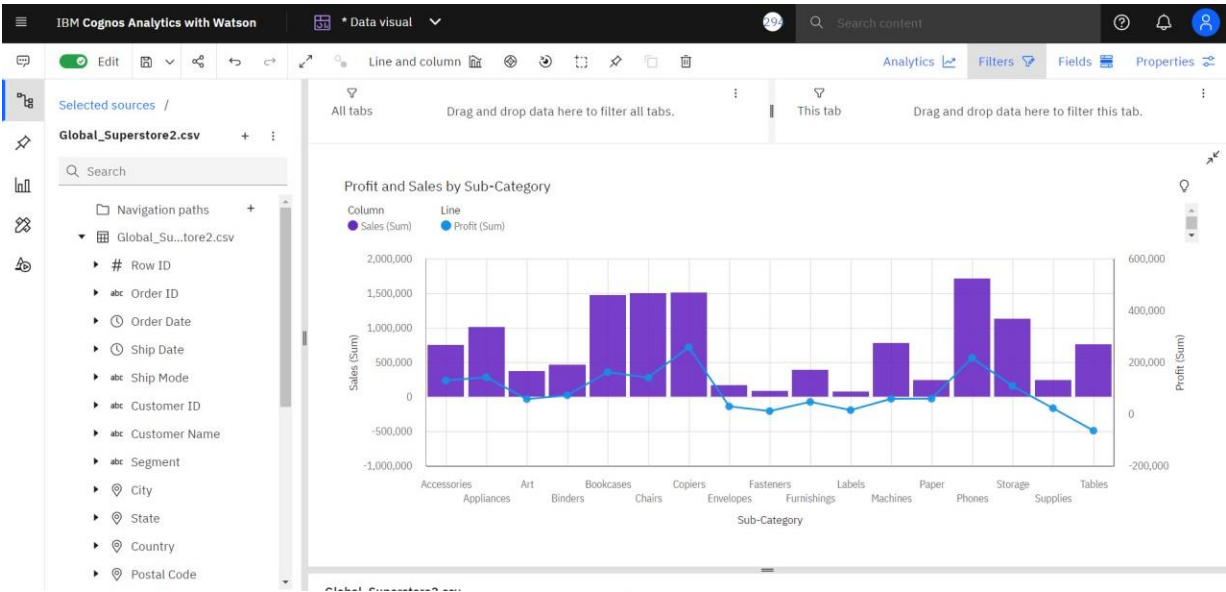 IBM Cognos Analytics with Watson
* Data visual
294
Search content
Edit
Line and column
Analytics
Filters
Fields
Properties
Selected sources /
Global_Superstore2.csv
Search
Navigation paths
Global_Su...tore2.csv
# Row ID
abc Order ID
Order Date
Ship Date
abc Ship Mode
abc Customer ID
abc Customer Name
abc Segment
City
State
Country
Postal Code
All tabs
Drag and drop data here to filter all tabs.
This tab
Drag and drop data here to filter this tab.
Profit and Sales by Sub-Category
Column Line
Sales (Sum) Profit (Sum)
2,000,000
1,500,000
1,000,000
500,000
0
-500,000
-1,000,000
Sales (Sum)
600,000
400,000
200,000
0
-200,000
Profit (Sum)
Accessories Art Bookcases Copiers Fasteners Labels Paper Storage Tables
Appliances Binders Chairs Envelopes Furnishings Machines Phones Supplies
Sub-Category